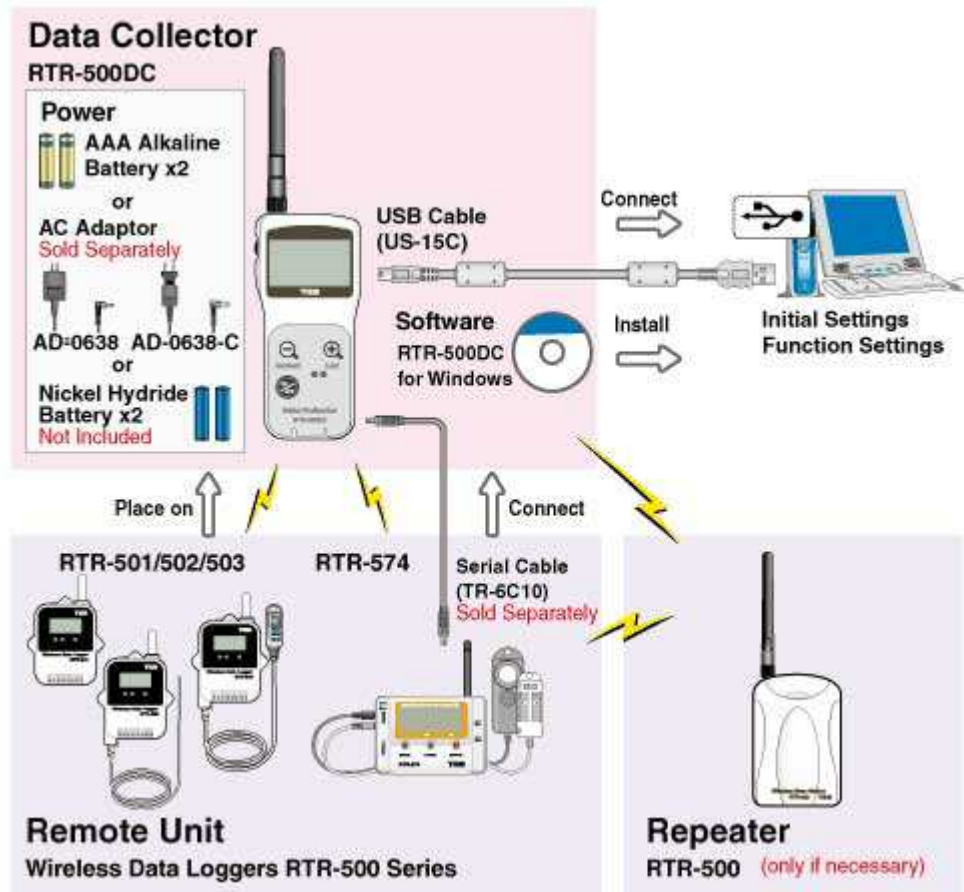 Data Collector
RTR-500DC
Power
AAA Alkaline
Battery x2
or
AC Adaptor
Sold Separately
AD-0638 AD-0638-C
or
Nickel Hydride
Battery x2
Not Included
USB Cable
(US-15C)
Connect
Software
RTR-500DC
for Windows
Install
Initial Settings
Function Settings
Place on
Connect
RTR-501/502/503
RTR-574
Serial Cable
(TR-6C10)
Sold Separately
Remote Unit
Wireless Data Loggers RTR-500 Series
Repeater
RTR-500 (only if necessary)